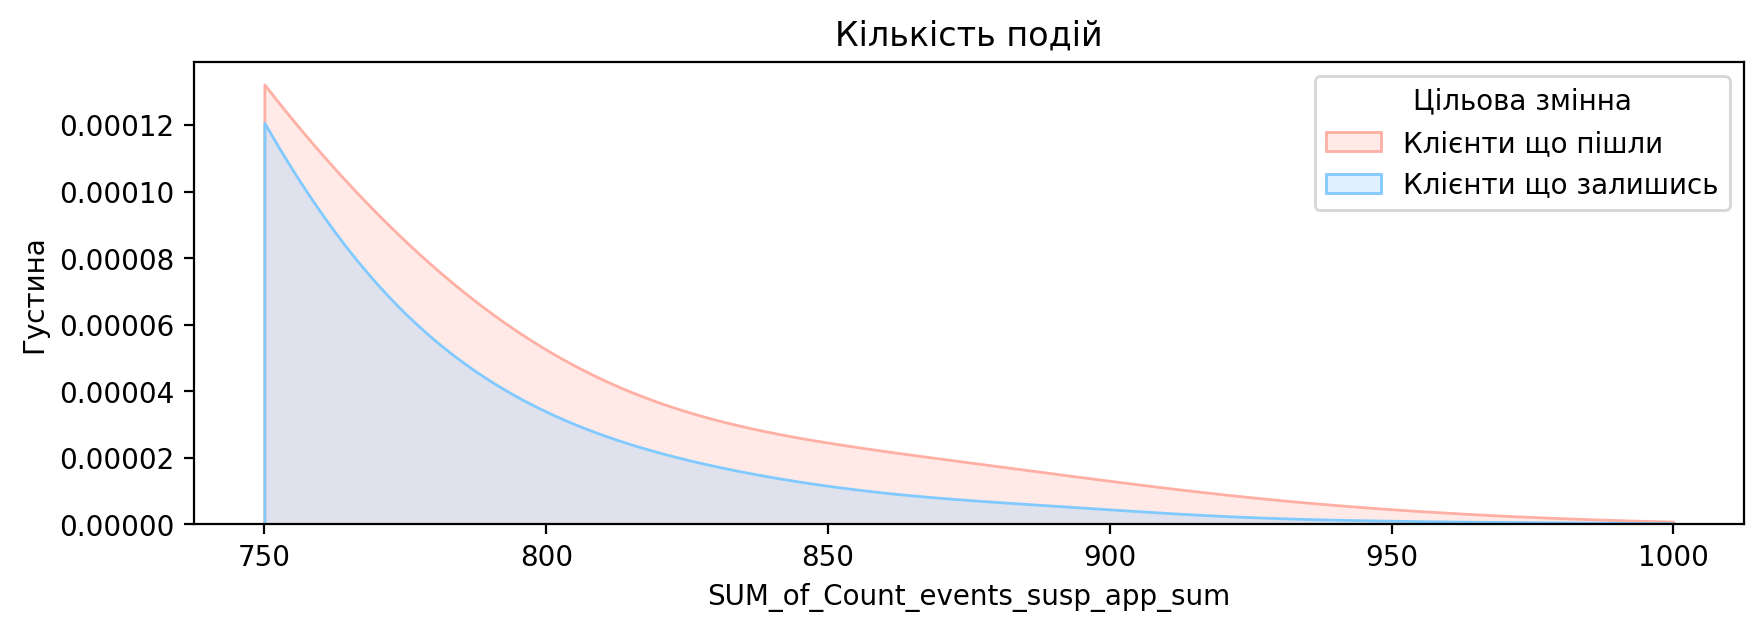 Кількість подій
Цільова змінна
Клієнти що пішли
Клієнти що залишись
Густина
0.00012
0.00010
0.00008
0.00006
0.00004
0.00002
0.00000
750 800 850 900 950 1000
SUM_of_Count_events_susp_app_sum